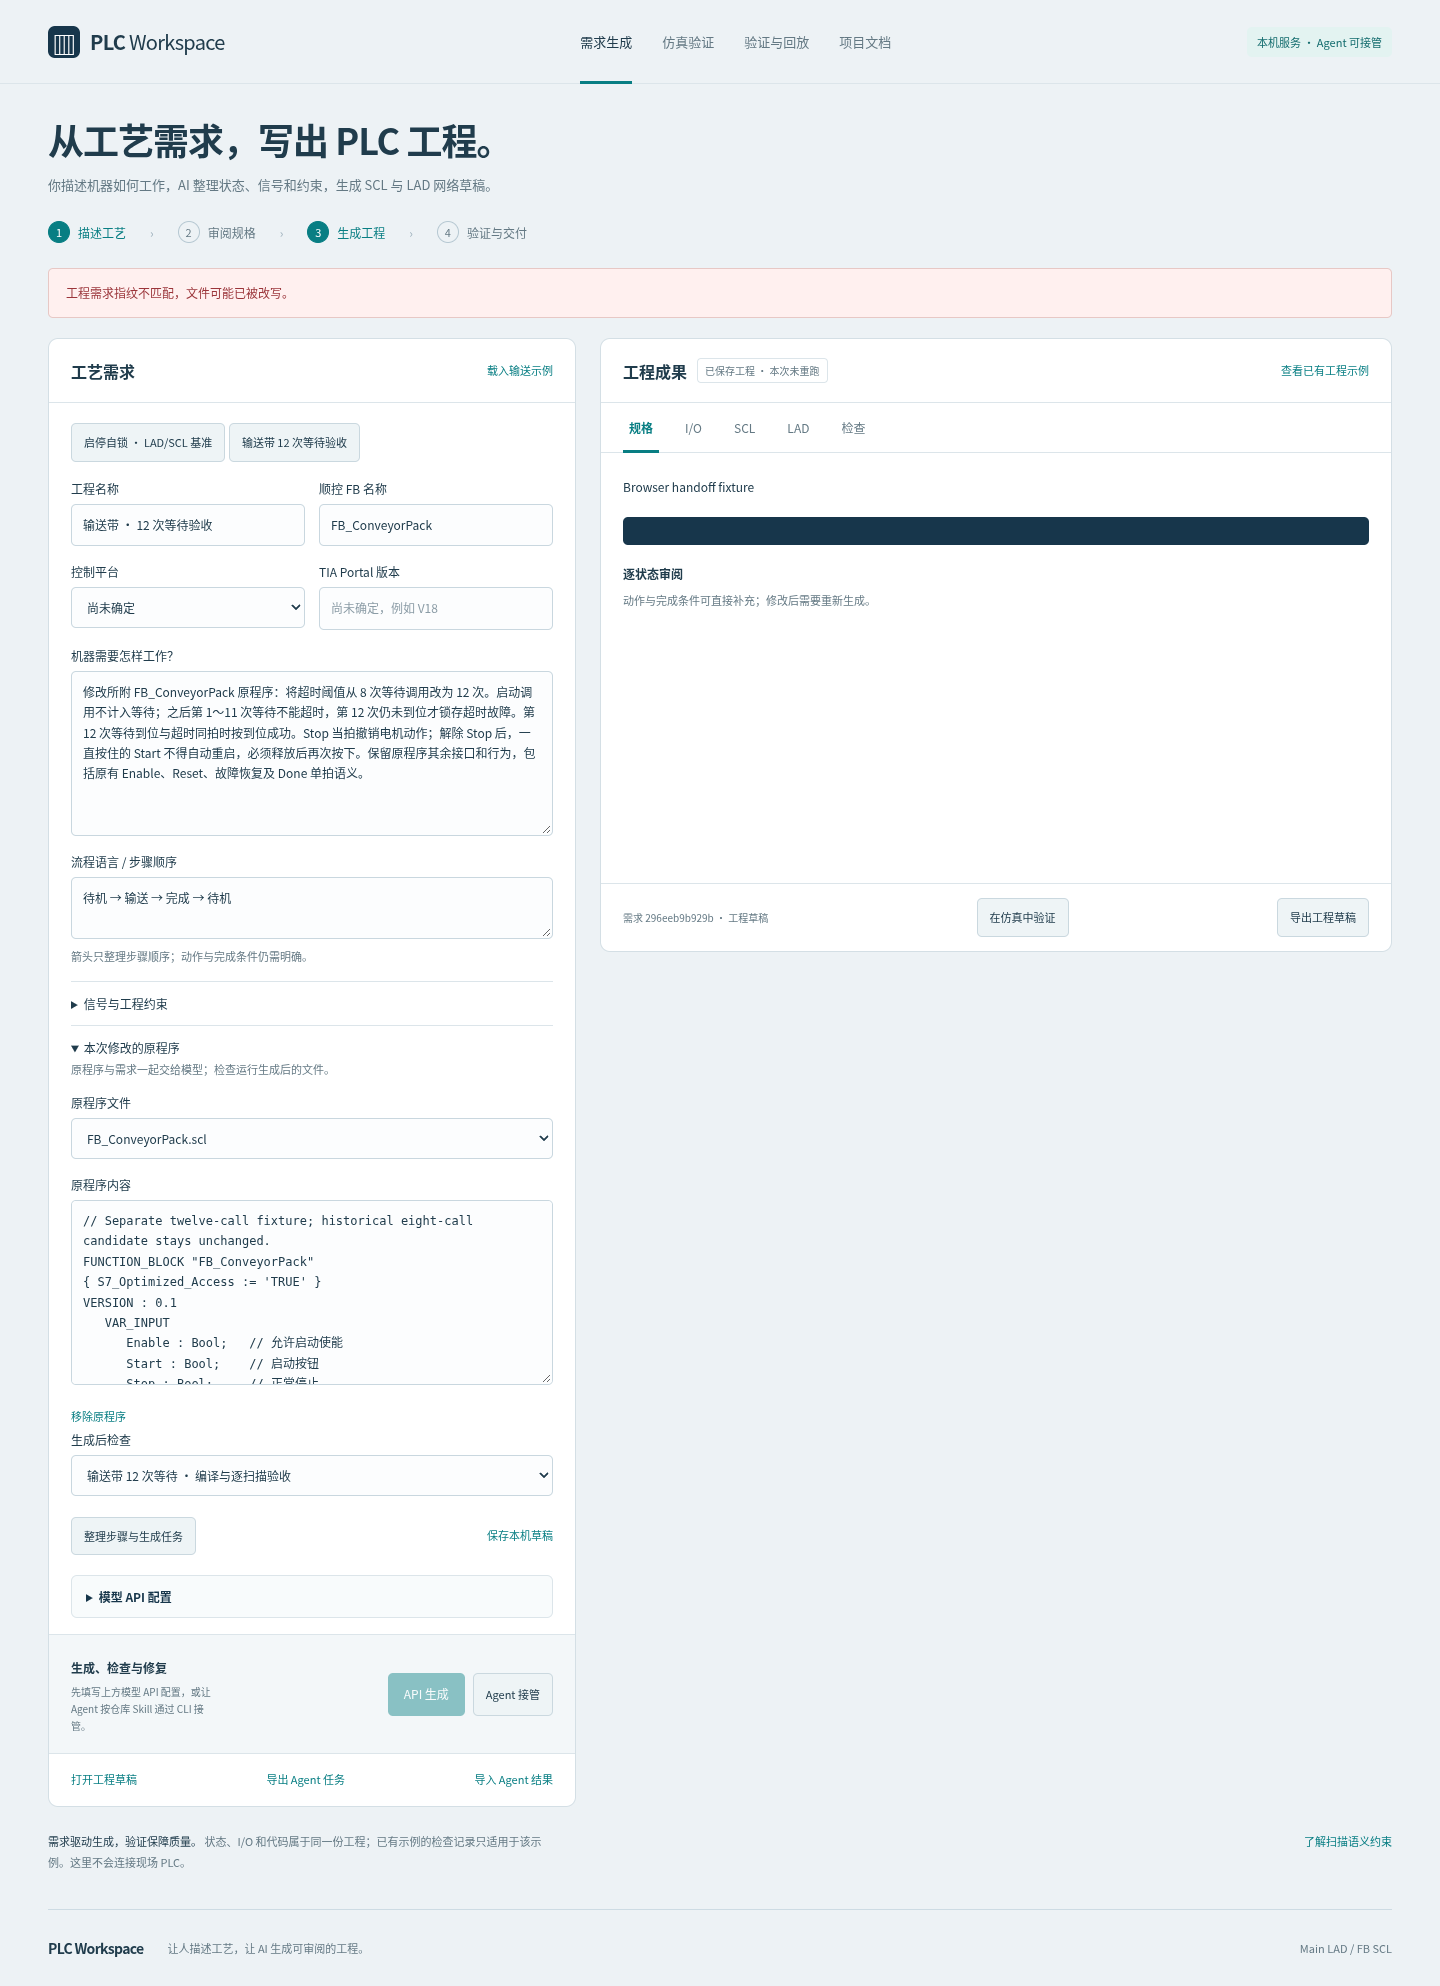 PLC Workspace
需求生成
仿真验证
验证与回放
项目文档
本机服务 · Agent 可接管
从工艺需求，写出 PLC 工程。
你描述机器如何工作，AI 整理状态、信号和约束，生成 SCL 与 LAD 网络草稿。
1 描述工艺 › 2 审阅规格 › 3 生成工程 › 4 验证与交付
工程需求指纹不匹配，文件可能已被改写。
工艺需求
载入输送示例
启停自锁 · LAD/SCL 基准
输送带 12 次等待验收
工程名称
顺控 FB 名称
输送带 · 12 次等待验收
FB_ConveyorPack
控制平台
TIA Portal 版本
尚未确定
尚未确定，例如 V18
机器需要怎样工作？
修改所附 FB_ConveyorPack 原程序：将超时阈值从 8 次等待调用改为 12 次。启动调
用不计入等待；之后第 1～11 次等待不能超时，第 12 次仍未到位才锁存超时故障。第
12 次等待到位与超时同拍时按到位成功。Stop 当拍撤销电机动作；解除 Stop 后，一
直按住的 Start 不得自动重启，必须释放后再次按下。保留原程序其余接口和行为，包
括原有 Enable、Reset、故障恢复及 Done 单拍语义。
流程语言 / 步骤顺序
待机 → 输送 → 完成 → 待机
箭头只整理步骤顺序；动作与完成条件仍需明确。
▶ 信号与工程约束
▼ 本次修改的原程序
原程序与需求一起交给模型；检查运行生成后的文件。
原程序文件
FB_ConveyorPack.scl
原程序内容
// Separate twelve-call fixture; historical eight-call
candidate stays unchanged.
FUNCTION_BLOCK "FB_ConveyorPack"
{ S7_Optimized_Access := 'TRUE' }
VERSION : 0.1
VAR_INPUT
Enable : Bool;   // 允许启动使能
Start : Bool;    // 启动按钮
Stop : Bool;     // 正常停止
移除原程序
生成后检查
输送带 12 次等待 · 编译与逐扫描验收
整理步骤与生成任务
保存本机草稿
▶ 模型 API 配置
生成、检查与修复
先填写上方模型 API 配置，或让
Agent 按仓库 Skill 通过 CLI 接
管。
API 生成
Agent 接管
打开工程草稿
导出 Agent 任务
导入 Agent 结果
工程成果
已保存工程 · 本次未重跑
查看已有工程示例
规格
I/O
SCL
LAD
检查
Browser handoff fixture
逐状态审阅
动作与完成条件可直接补充；修改后需要重新生成。
需求 296eeb9b929b · 工程草稿
在仿真中验证
导出工程草稿
需求驱动生成，验证保障质量。 状态、I/O 和代码属于同一份工程；已有示例的检查记录只适用于该示
例。这里不会连接现场 PLC。
了解扫描语义约束
PLC Workspace
让人描述工艺，让 AI 生成可审阅的工程。
Main LAD / FB SCL